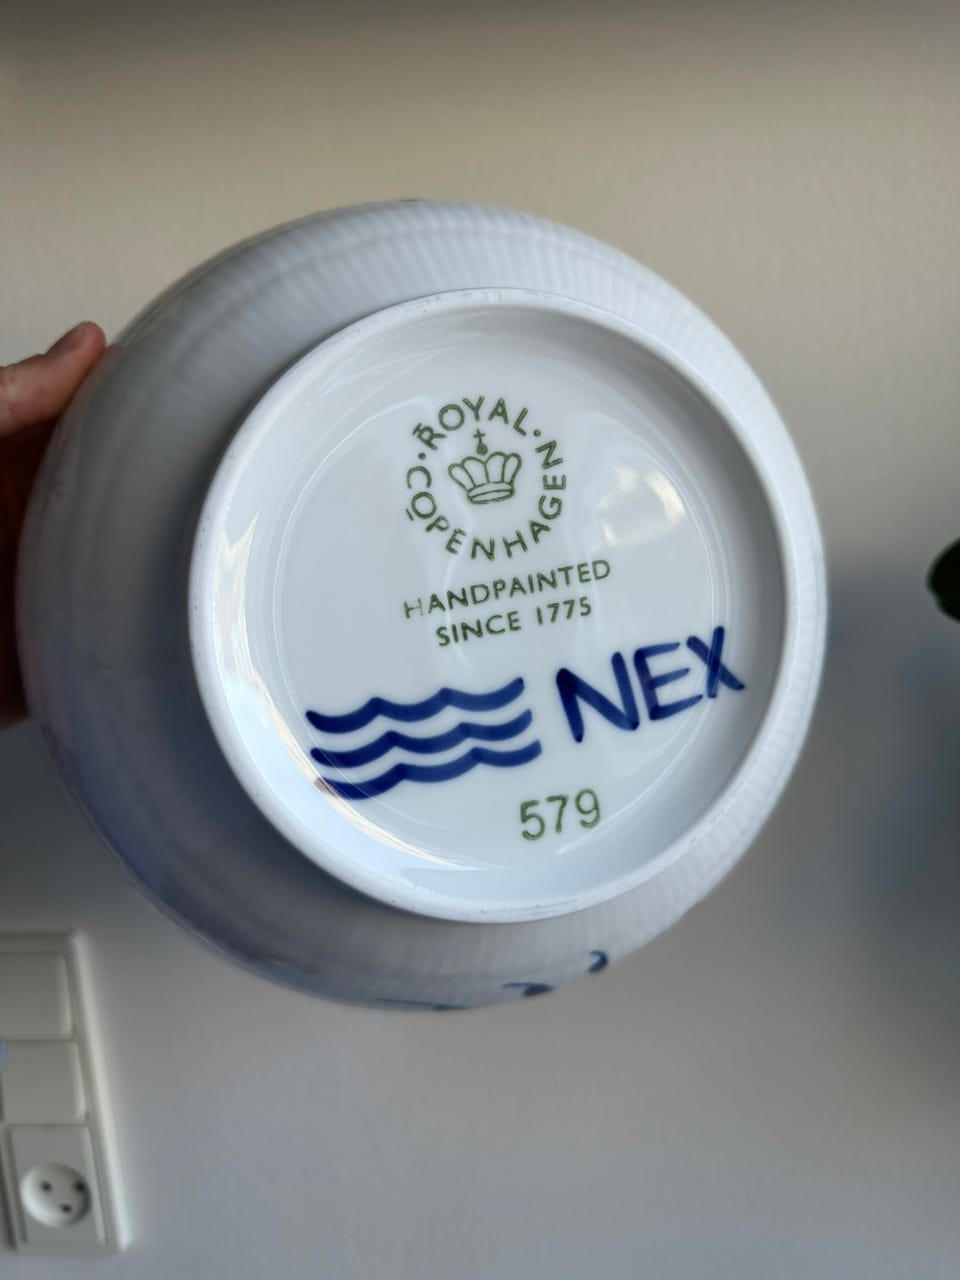 ROYAL · COPENHAGEN ·
HANDPAINTED
SINCE 1775
NEX
579